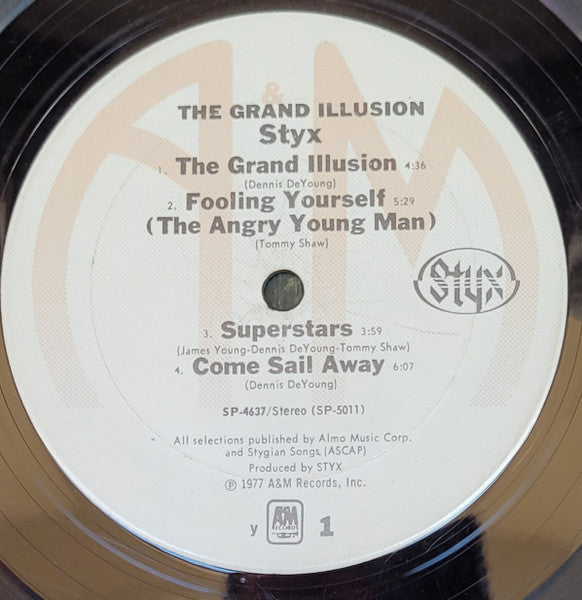 A&M
THE GRAND ILLUSION
Styx
1. The Grand Illusion 4:36
(Dennis DeYoung)
2. Fooling Yourself 5:29
(The Angry Young Man)
(Tommy Shaw)
Styx
3. Superstars 3:59
(James Young-Dennis DeYoung-Tommy Shaw)
4. Come Sail Away 6:07
(Dennis DeYoung)
SP-4637/Stereo (SP-5011)
All selections published by Almo Music Corp.
and Stygian Songs, (ASCAP)
Produced by STYX
℗ 1977 A&M Records, Inc.
y A&M RECORDS 1